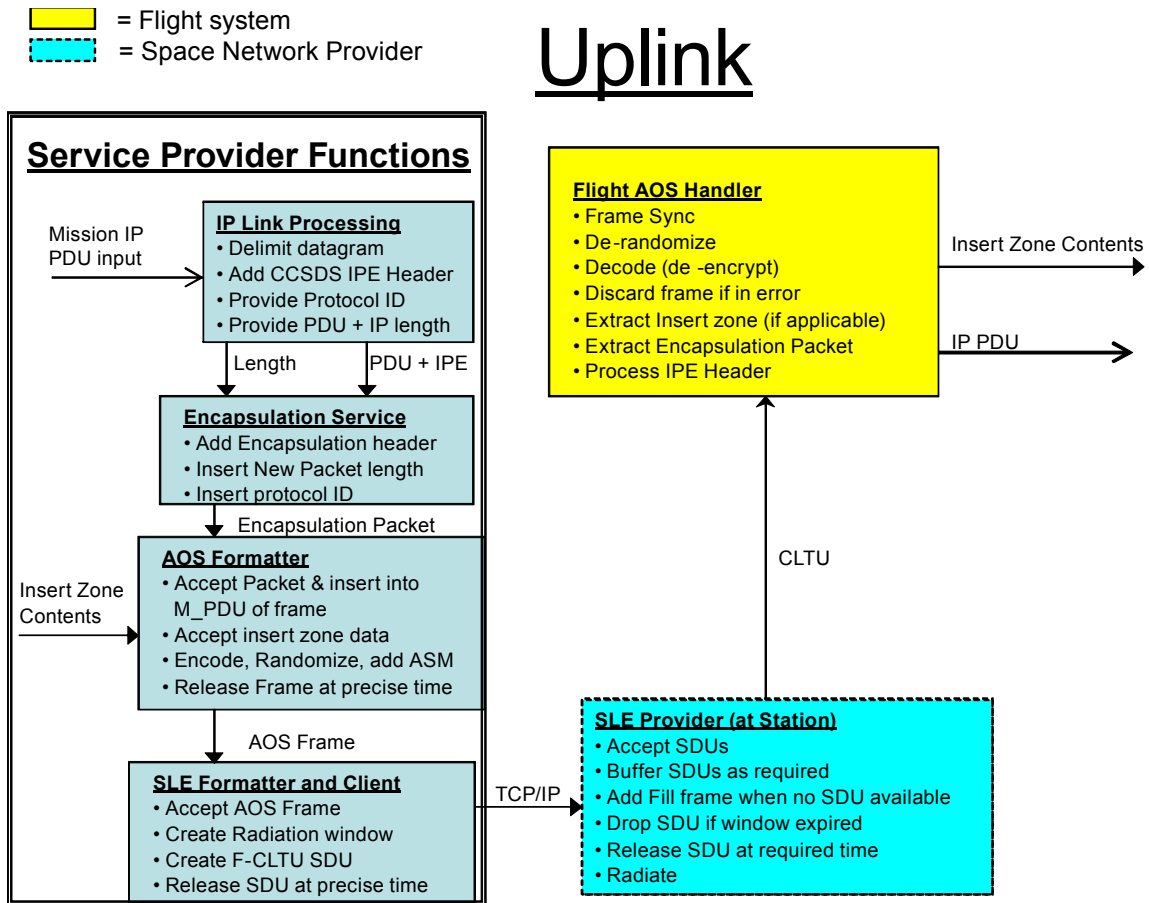 = Flight system
= Space Network Provider
Uplink
Service Provider Functions
Mission IP
PDU input
IP Link Processing
• Delimit datagram
• Add CCSDS IPE Header
• Provide Protocol ID
• Provide PDU + IP length
Length
PDU + IPE
Encapsulation Service
• Add Encapsulation header
• Insert New Packet length
• Insert protocol ID
Encapsulation Packet
Insert Zone
Contents
AOS Formatter
• Accept Packet & insert into
M_PDU of frame
• Accept insert zone data
• Encode, Randomize, add ASM
• Release Frame at precise time
AOS Frame
SLE Formatter and Client
• Accept AOS Frame
• Create Radiation window
• Create F-CLTU SDU
• Release SDU at precise time
TCP/IP
SLE Provider (at Station)
• Accept SDUs
• Buffer SDUs as required
• Add Fill frame when no SDU available
• Drop SDU if window expired
• Release SDU at required time
• Radiate
CLTU
Flight AOS Handler
• Frame Sync
• De-randomize
• Decode (de -encrypt)
• Discard frame if in error
• Extract Insert zone (if applicable)
• Extract Encapsulation Packet
• Process IPE Header
Insert Zone Contents
IP PDU